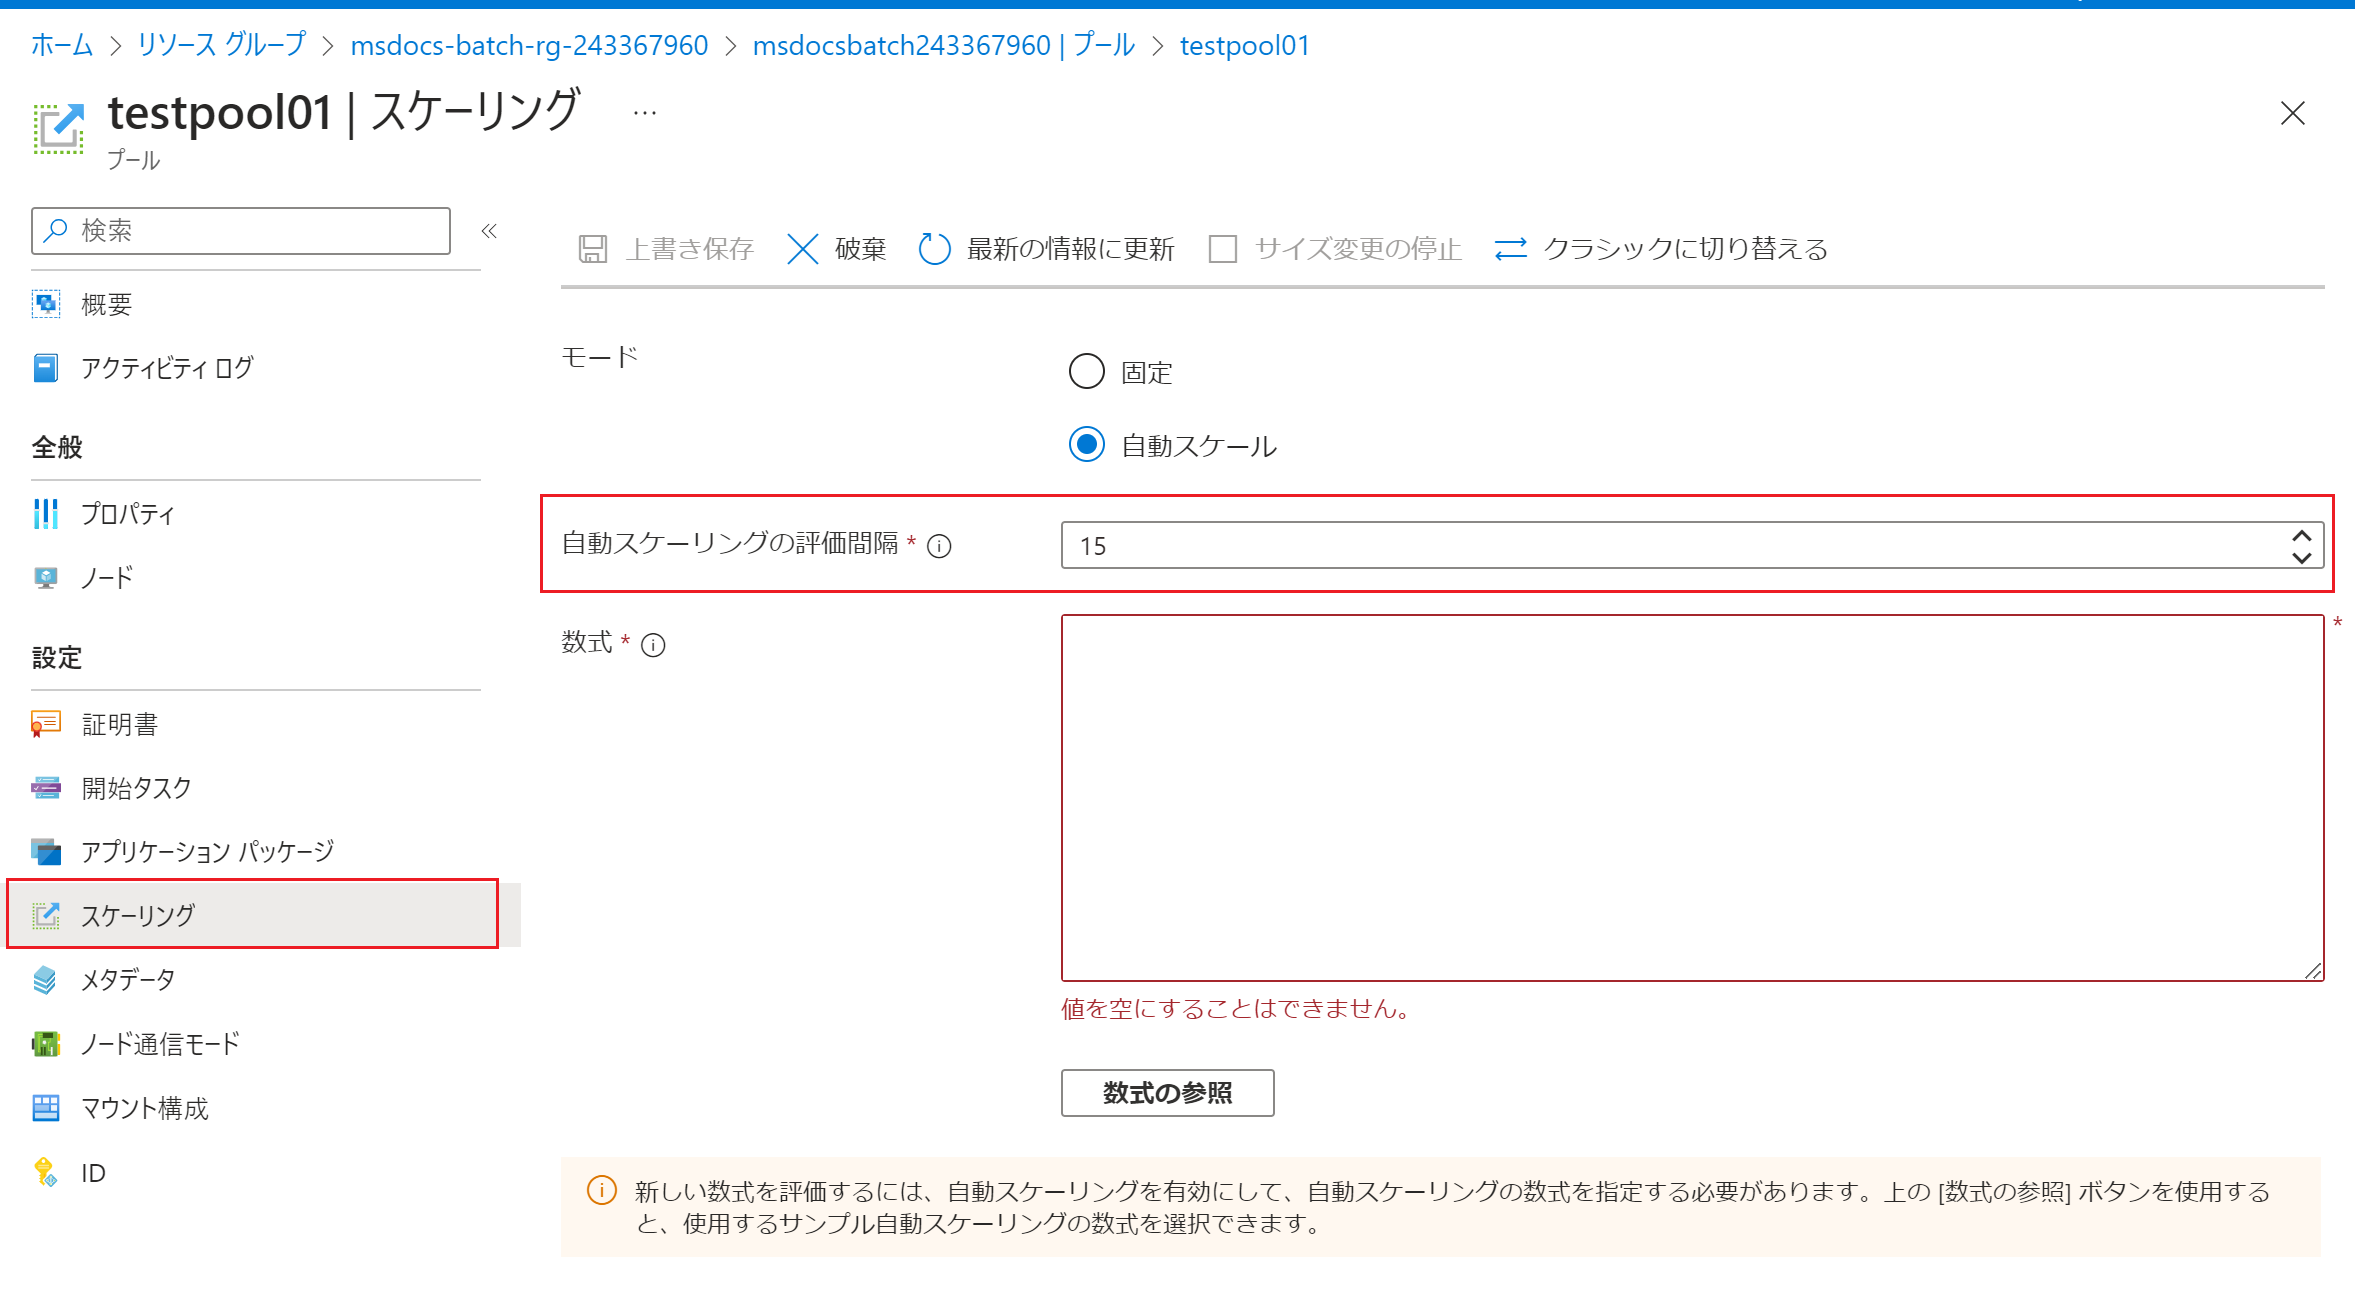 ホーム > リソース グループ > msdocs-batch-rg-243367960 > msdocsbatch243367960 | プール > testpool01
testpool01 | スケーリング …
プール
検索 «
上書き保存 破棄 最新の情報に更新 サイズ変更の停止 クラシックに切り替える
概要
アクティビティ ログ
全般
プロパティ
ノード
設定
証明書
開始タスク
アプリケーション パッケージ
スケーリング
メタデータ
ノード通信モード
マウント構成
ID
モード
固定
自動スケール
自動スケーリングの評価間隔 *
15
数式 *
*
値を空にすることはできません。
数式の参照
新しい数式を評価するには、自動スケーリングを有効にして、自動スケーリングの数式を指定する必要があります。上の [数式の参照] ボタンを使用する
と、使用するサンプル自動スケーリングの数式を選択できます。